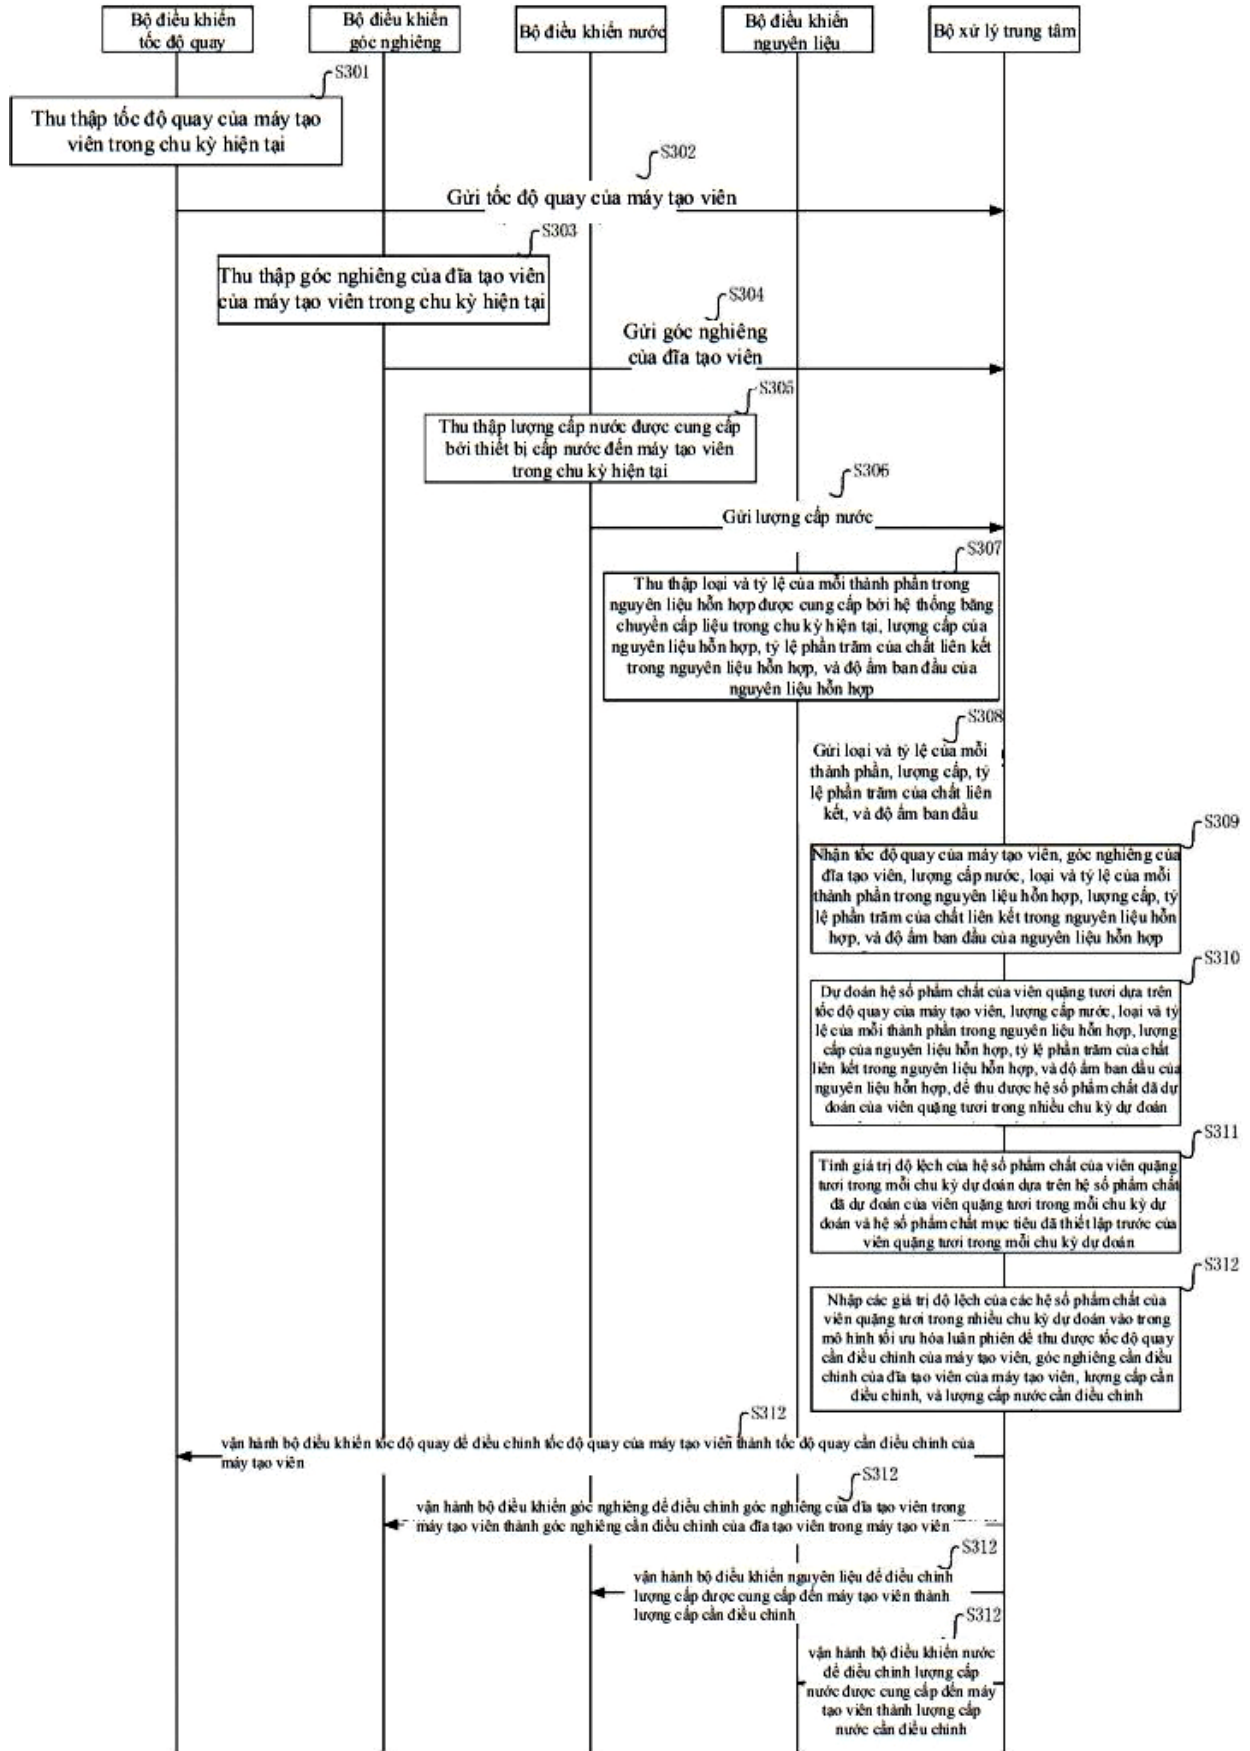 Bộ điều khiển
tốc độ quay
Bộ điều khiển
góc nghiêng
Bộ điều khiển nước
Bộ điều khiển
nguyên liệu
Bộ xử lý trung tâm
S301
Thu thập tốc độ quay của máy tạo
viên trong chu kỳ hiện tại
S302
Gửi tốc độ quay của máy tạo viên
S303
Thu thập góc nghiêng của đĩa tạo viên
của máy tạo viên trong chu kỳ hiện tại
S304
Gửi góc nghiêng
của đĩa tạo viên
S305
Thu thập lượng cấp nước được cung cấp
bởi thiết bị cấp nước đến máy tạo viên
trong chu kỳ hiện tại
S306
Gửi lượng cấp nước
S307
Thu thập loại và tỷ lệ của mỗi thành phần trong
nguyên liệu hỗn hợp được cung cấp bởi hệ thống băng
chuyền cấp liệu trong chu kỳ hiện tại, lượng cấp của
nguyên liệu hỗn hợp, tỷ lệ phần trăm của chất liên kết
trong nguyên liệu hỗn hợp, và độ ẩm ban đầu của
nguyên liệu hỗn hợp
S308
Gửi loại và tỷ lệ của mỗi
thành phần, lượng cấp, tỷ
lệ phần trăm của chất liên
kết, và độ ẩm ban đầu
S309
Nhận tốc độ quay của máy tạo viên, góc nghiêng của
đĩa tạo viên, lượng cấp nước, loại và tỷ lệ của mỗi
thành phần trong nguyên liệu hỗn hợp, lượng cấp, tỷ
lệ phần trăm của chất liên kết trong nguyên liệu hỗn
hợp, và độ ẩm ban đầu của nguyên liệu hỗn hợp
S310
Dự đoán hệ số phẩm chất của viên quặng tươi dựa trên
tốc độ quay của máy tạo viên, lượng cấp nước, loại và tỷ
lệ của mỗi thành phần trong nguyên liệu hỗn hợp, lượng
cấp của nguyên liệu hỗn hợp, tỷ lệ phần trăm của chất
liên kết trong nguyên liệu hỗn hợp, và độ ẩm ban đầu của
nguyên liệu hỗn hợp, để thu được hệ số phẩm chất đã dự
đoán của viên quặng tươi trong nhiều chu kỳ dự đoán
S311
Tính giá trị độ lệch của hệ số phẩm chất của viên quặng
tươi trong mỗi chu kỳ dự đoán dựa trên hệ số phẩm chất
đã dự đoán của viên quặng tươi trong mỗi chu kỳ dự
đoán và hệ số phẩm chất mục tiêu đã thiết lập trước của
viên quặng tươi trong mỗi chu kỳ dự đoán
S312
Nhập các giá trị độ lệch của các hệ số phẩm chất của
viên quặng tươi trong nhiều chu kỳ dự đoán vào trong
mô hình tối ưu hóa luân phiên để thu được tốc độ quay
cần điều chỉnh của máy tạo viên, góc nghiêng cần điều
chỉnh của đĩa tạo viên của máy tạo viên, lượng cấp cần
điều chỉnh, và lượng cấp nước cần điều chỉnh
S312
vận hành bộ điều khiển tốc độ quay để điều chỉnh tốc độ quay của máy tạo viên thành tốc độ quay cần điều chỉnh của
máy tạo viên
S312
vận hành bộ điều khiển góc nghiêng để điều chỉnh góc nghiêng của đĩa tạo viên trong
máy tạo viên thành góc nghiêng cần điều chỉnh của đĩa tạo viên trong máy tạo viên
S312
vận hành bộ điều khiển nguyên liệu để điều chỉnh
lượng cấp được cung cấp đến máy tạo viên thành
lượng cấp cần điều chỉnh
S312
vận hành bộ điều khiển nước
để điều chỉnh lượng cấp
nước được cung cấp đến máy
tạo viên thành lượng cấp
nước cần điều chỉnh